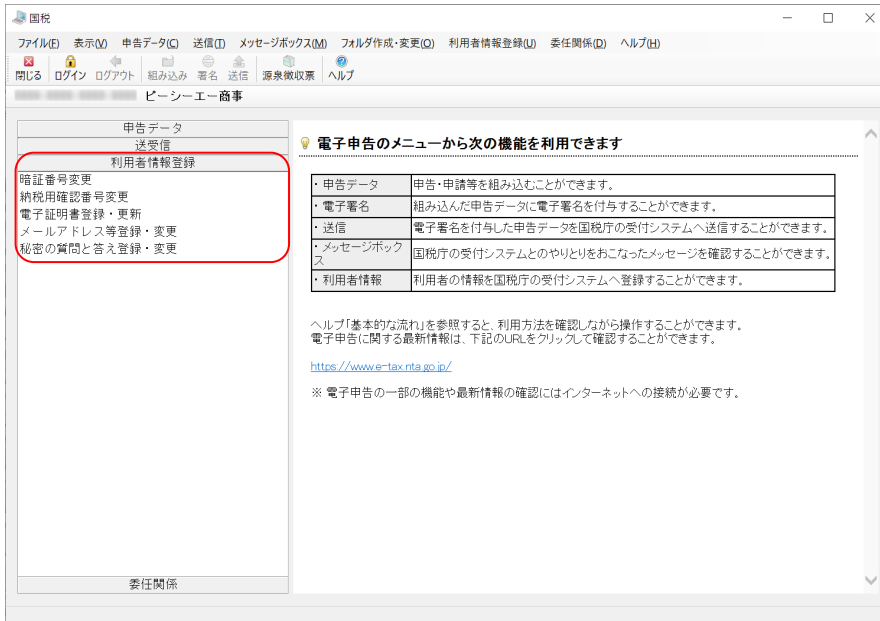 国税
ファイル(F) 表示(V) 申告データ(C) 送信(T) メッセージボックス(M) フォルダ作成・変更(O) 利用者情報登録(U) 委任関係(D) ヘルプ(H)
閉じる ログイン ログアウト 組み込み 署名 送信 源泉徴収票 ヘルプ
ピーシーエー商事
申告データ
送受信
利用者情報登録
暗証番号変更
納税用確認番号変更
電子証明書登録・更新
メールアドレス等登録・変更
秘密の質問と答え登録・変更
委任関係
電子申告のメニューから次の機能を利用できます
・申告データ 申告・申請等を組み込むことができます。
・電子署名 組み込んだ申告データに電子署名を付与することができます。
・送信 電子署名を付与した申告データを国税庁の受付システムへ送信することができます。
・メッセージボックス 国税庁の受付システムとのやりとりをおこなったメッセージを確認することができます。
・利用者情報 利用者の情報を国税庁の受付システムへ登録することができます。
ヘルプ「基本的な流れ」を参照すると、利用方法を確認しながら操作することができます。
電子申告に関する最新情報は、下記のURLをクリックして確認することができます。
https://www.e-tax.nta.go.jp/
※ 電子申告の一部の機能や最新情報の確認にはインターネットへの接続が必要です。